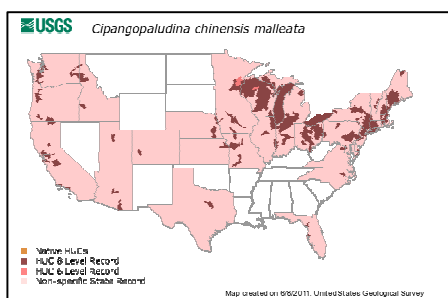 USGS
Cipangopaludina chinensis malleata
Native HUCs
HUC 8 Level Record
HUC 6 Level Record
Non-specific State Record
Map created on 6/8/2011. United States Geological Survey